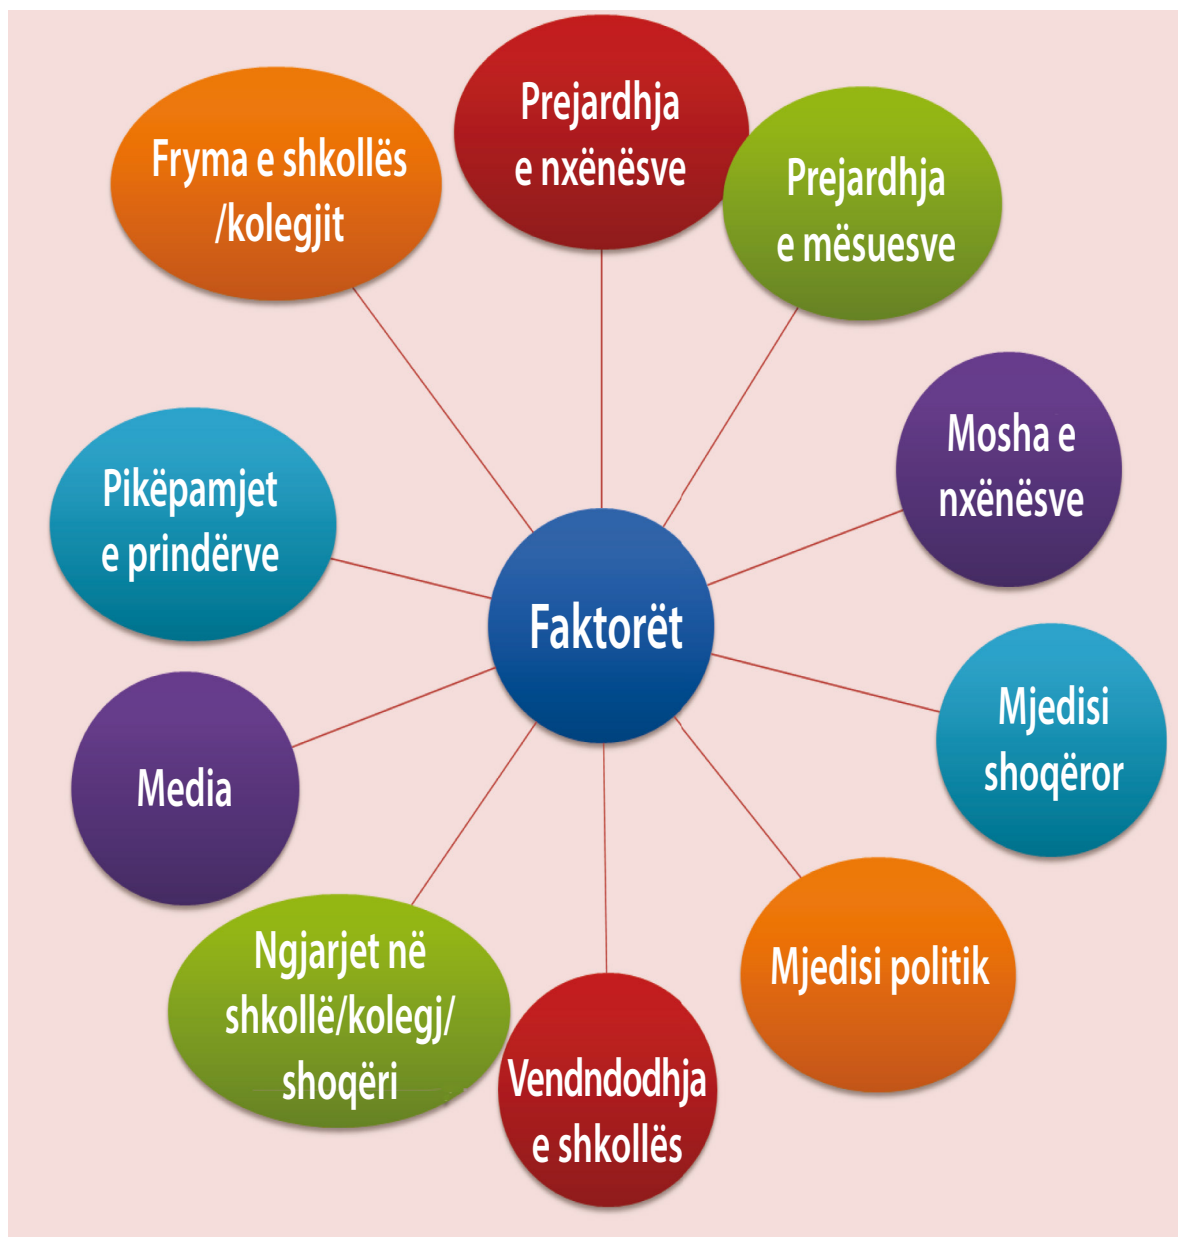 Prejardhja
e nxënësve
Prejardhja
e mësuesve
Mosha e
nxënësve
Mjedisi
shoqëror
Mjedisi politik
Vendndodhja
e shkollës
Ngjarjet në
shkollë/kolegj/
shoqëri
Media
Pikëpamjet
e prindërve
Fryma e shkollës
/kolegjit
Faktorët